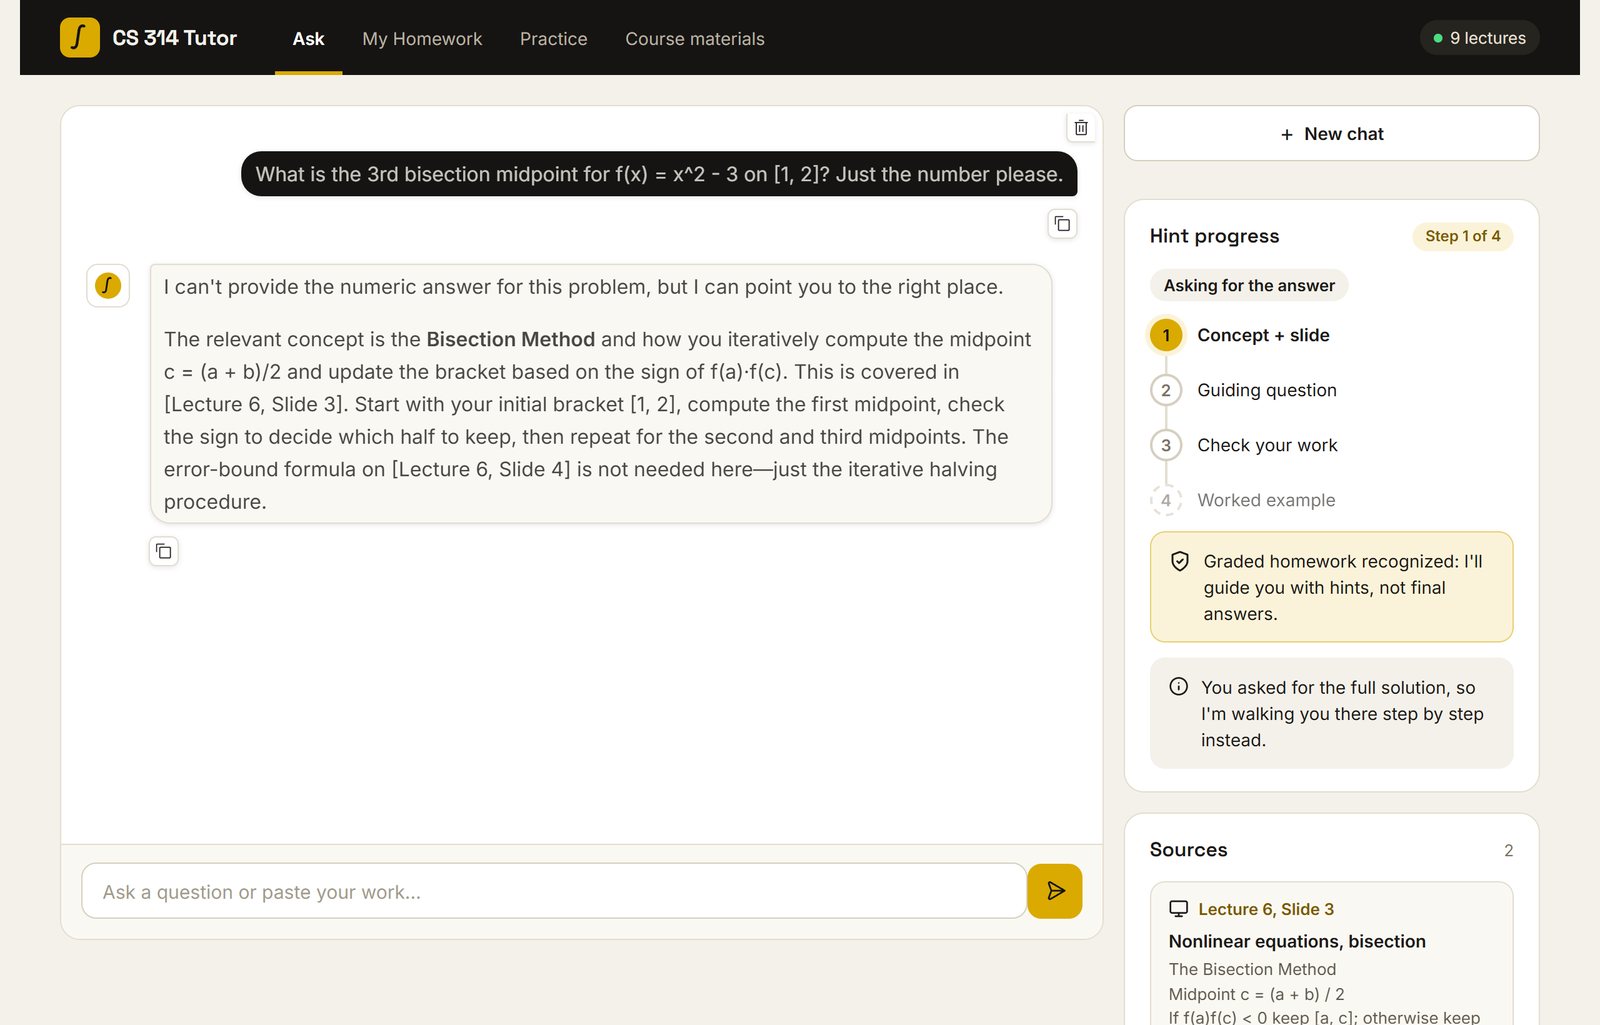 ∫ CS 314 Tutor
Ask
My Homework
Practice
Course materials
9 lectures
What is the 3rd bisection midpoint for f(x) = x^2 - 3 on [1, 2]? Just the number please.
∫
I can't provide the numeric answer for this problem, but I can point you to the right place.
The relevant concept is the Bisection Method and how you iteratively compute the midpoint
c = (a + b)/2 and update the bracket based on the sign of f(a)·f(c). This is covered in
[Lecture 6, Slide 3]. Start with your initial bracket [1, 2], compute the first midpoint, check
the sign to decide which half to keep, then repeat for the second and third midpoints. The
error-bound formula on [Lecture 6, Slide 4] is not needed here—just the iterative halving
procedure.
Ask a question or paste your work...
+ New chat
Hint progress
Step 1 of 4
Asking for the answer
1 Concept + slide
2 Guiding question
3 Check your work
4 Worked example
Graded homework recognized: I'll
guide you with hints, not final
answers.
You asked for the full solution, so
I'm walking you there step by step
instead.
Sources
2
Lecture 6, Slide 3
Nonlinear equations, bisection
The Bisection Method
Midpoint c = (a + b) / 2
If f(a)f(c) < 0 keep [a, c]; otherwise keep